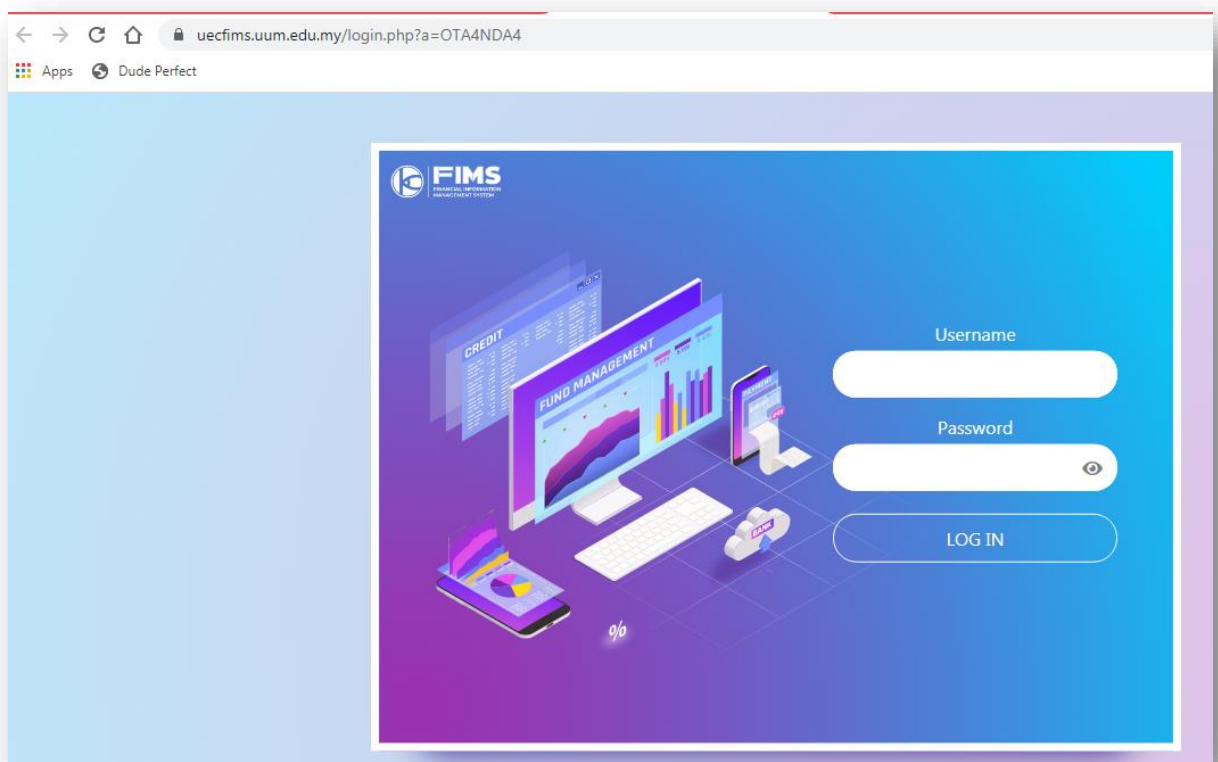 uecfims.uum.edu.my/login.php?a=OTA4NDA4
Apps Dude Perfect
FIMS
FINANCIAL INFORMATION
MANAGEMENT SYSTEM
CREDIT
FUND MANAGEMENT
PAYMENT
BANK
%
Username
Password
LOG IN